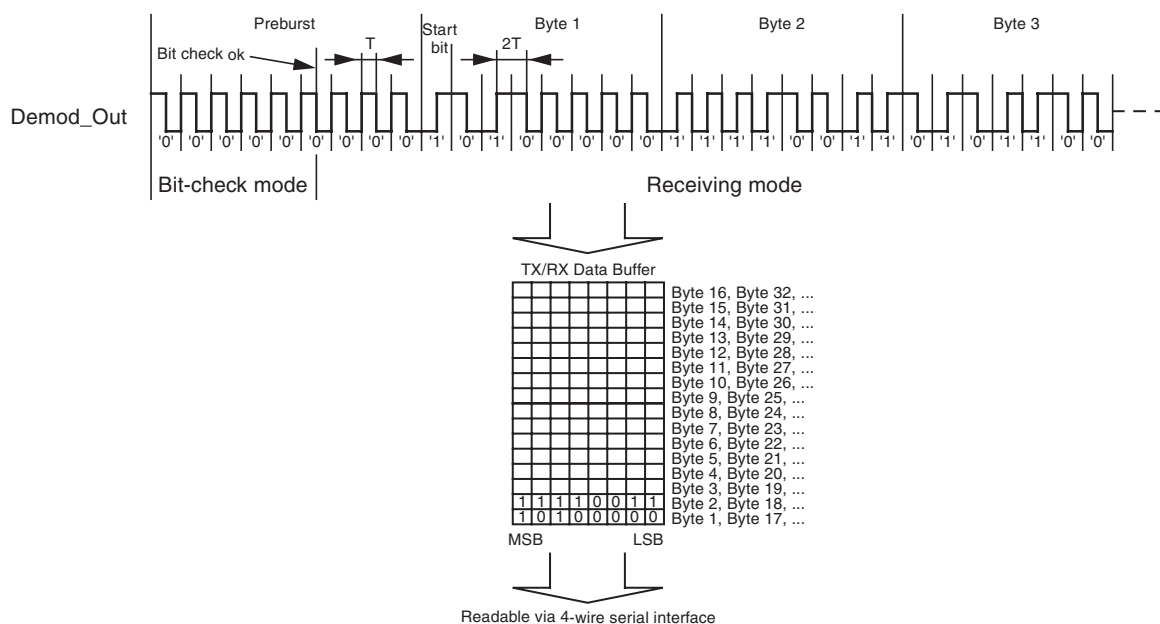 Preburst
Start bit
Byte 1
Byte 2
Byte 3
Bit check ok
T
2T
Demod_Out
'0' '0' '0' '0' '0' '0' '0' '0' '0' '1' '0' '1' '0' '0' '0' '0' '0' '1' '1' '1' '1' '0' '0' '1' '1' '0' '1' '0' '1' '1' '0' '0'
Bit-check mode
Receiving mode
TX/RX Data Buffer
Byte 16, Byte 32, ...
Byte 15, Byte 31, ...
Byte 14, Byte 30, ...
Byte 13, Byte 29, ...
Byte 12, Byte 28, ...
Byte 11, Byte 27, ...
Byte 10, Byte 26, ...
Byte 9, Byte 25, ...
Byte 8, Byte 24, ...
Byte 7, Byte 23, ...
Byte 6, Byte 22, ...
Byte 5, Byte 21, ...
Byte 4, Byte 20, ...
Byte 3, Byte 19, ...
1 1 1 1 0 0 1 1 Byte 2, Byte 18, ...
1 0 1 0 0 0 0 0 Byte 1, Byte 17, ...
MSB LSB
Readable via 4-wire serial interface